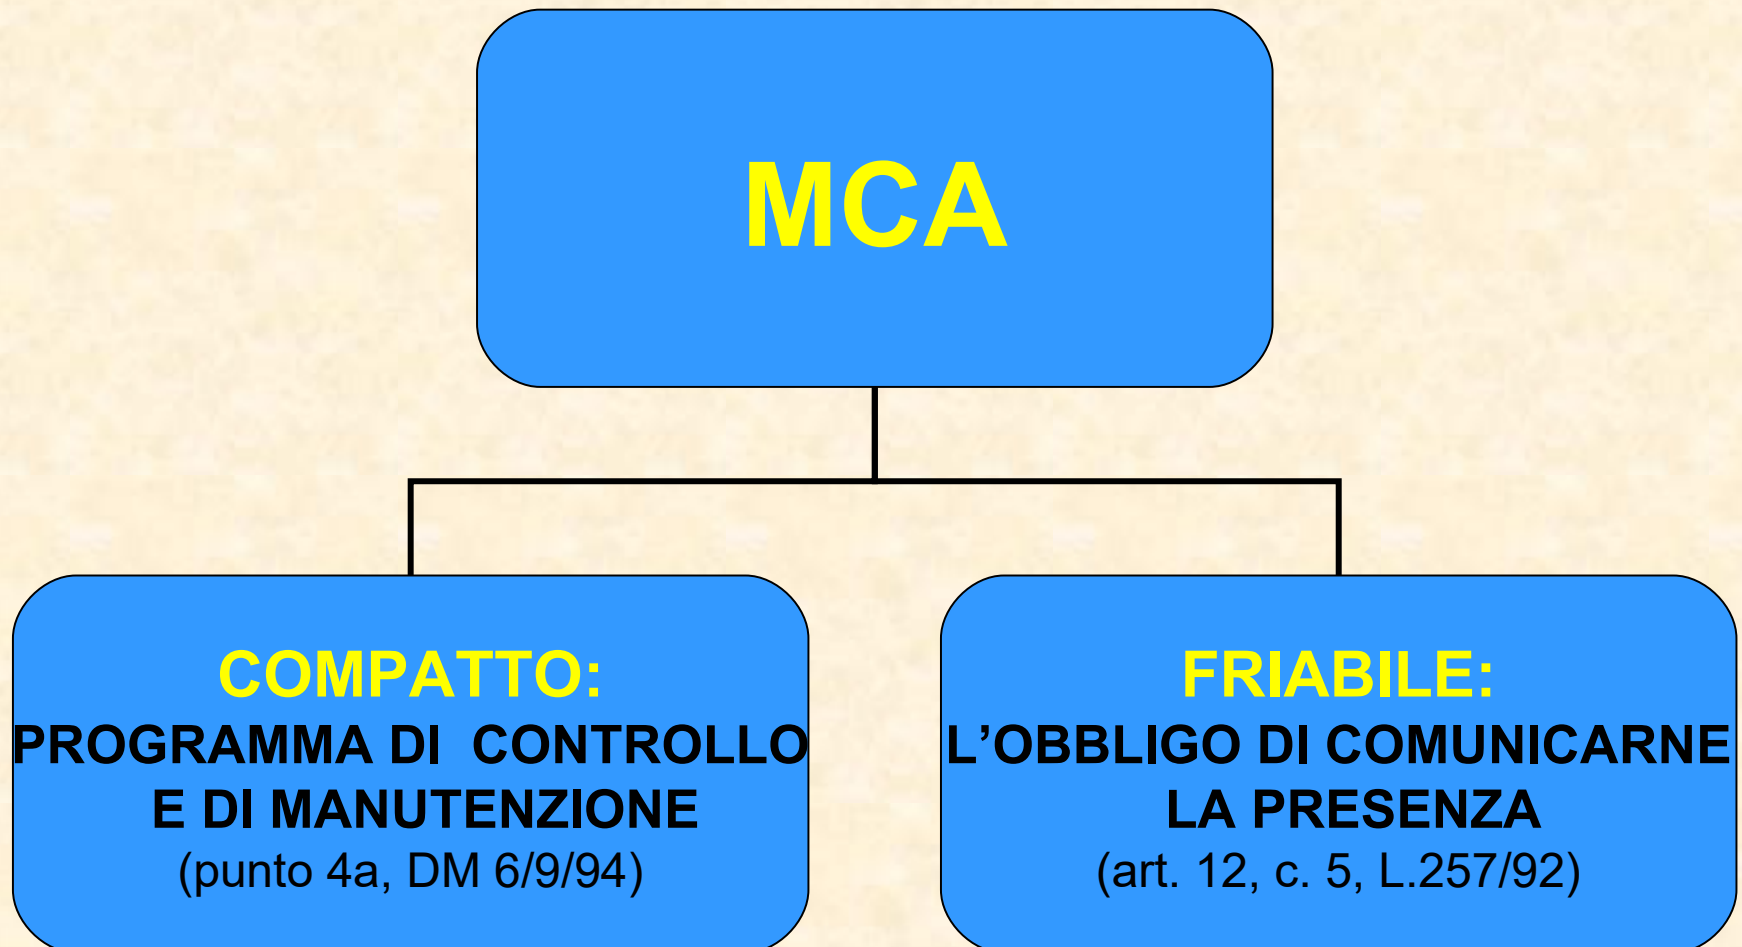 MCA
COMPATTO:
PROGRAMMA DI CONTROLLO
E DI MANUTENZIONE
(punto 4a, DM 6/9/94)
FRIABILE:
L’OBBLIGO DI COMUNICARNE
LA PRESENZA
(art. 12, c. 5, L.257/92)